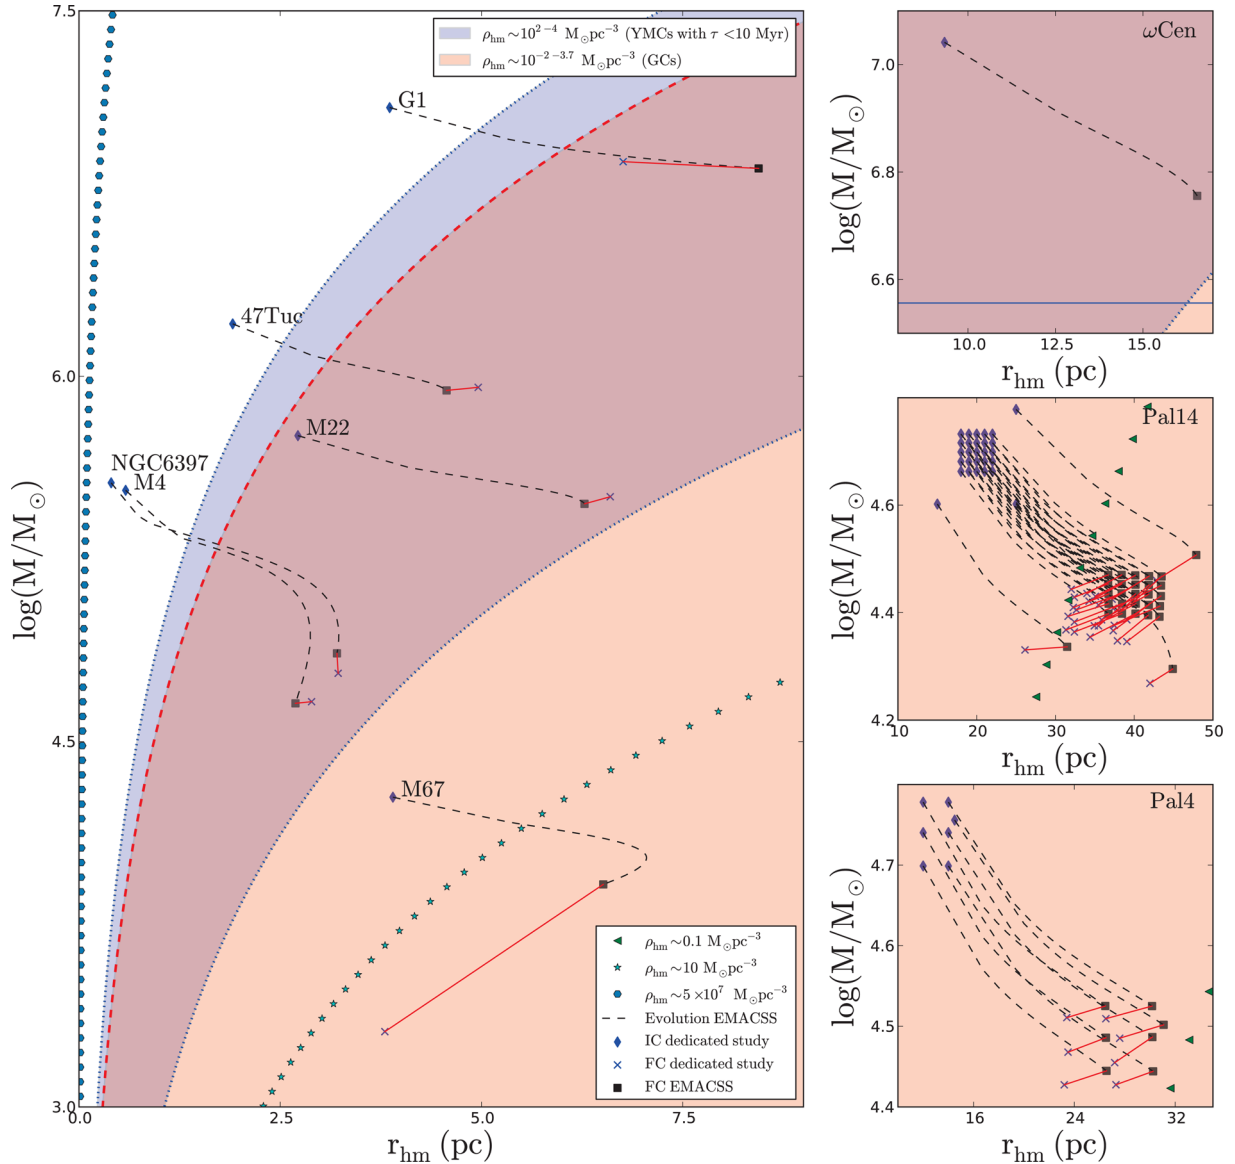 7.5
6.0
4.5
3.0
log(M/M⊙)
0.0
2.5
5.0
7.5
r_hm (pc)
ρ_hm∼10^{2−4} M⊙pc^{−3} (YMCs with τ <10 Myr)
ρ_hm∼10^{−2−3.7} M⊙pc^{−3} (GCs)
G1
47Tuc
M22
NGC6397
M4
M67
ρ_hm∼0.1 M⊙pc^{−3}
ρ_hm∼10 M⊙pc^{−3}
ρ_hm∼5×10^7 M⊙pc^{−3}
Evolution EMACSS
IC dedicated study
FC dedicated study
FC EMACSS
ωCen
7.0
6.8
6.6
log(M/M⊙)
10.0
12.5
15.0
r_hm (pc)
Pal14
4.6
4.4
4.2
log(M/M⊙)
10
20
30
40
50
r_hm (pc)
Pal4
4.7
4.6
4.5
4.4
log(M/M⊙)
16
24
32
r_hm (pc)